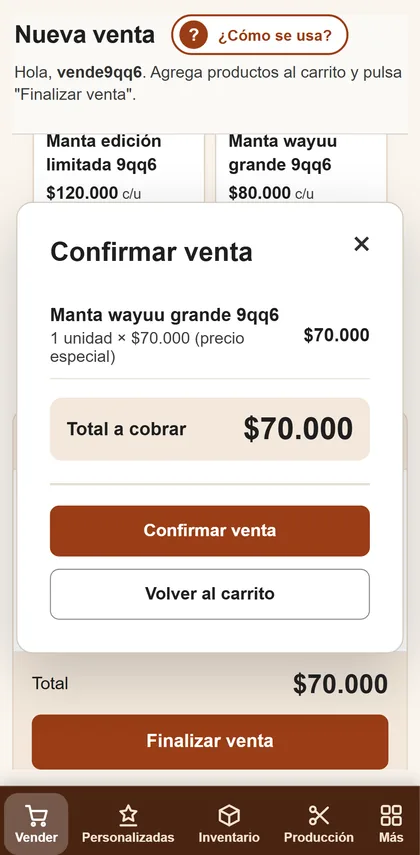 Nueva venta
? ¿Cómo se usa?
Hola, vende9qq6. Agrega productos al carrito y pulsa
"Finalizar venta".
Manta edición
limitada 9qq6
$120.000 c/u
Manta wayuu
grande 9qq6
$80.000 c/u
Confirmar venta
×
Manta wayuu grande 9qq6
1 unidad × $70.000 (precio
especial)
$70.000
Total a cobrar
$70.000
Confirmar venta
Volver al carrito
Total
$70.000
Finalizar venta
Vender
Personalizadas
Inventario
Producción
Más